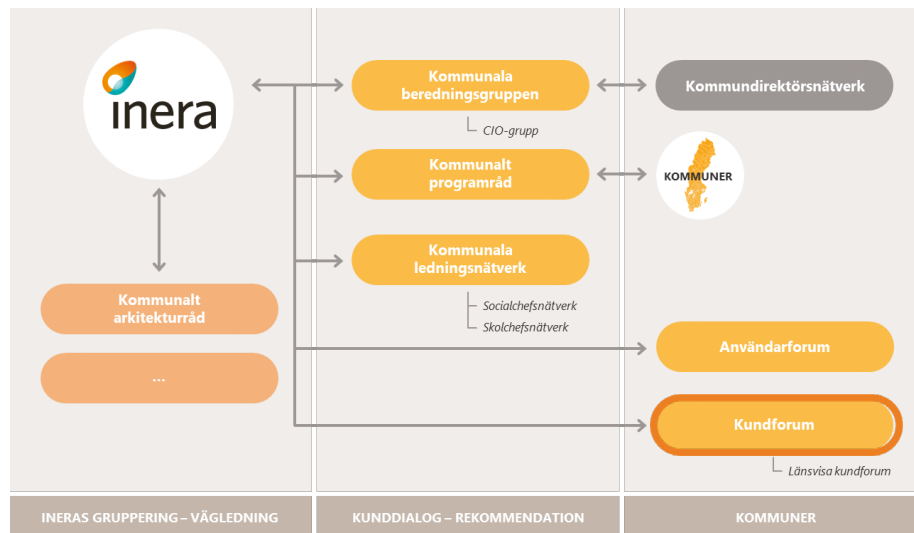 inera
Kommunalt
arkitekturråd
...
Kommunala
beredningsgruppen
CIO-grupp
Kommunalt
programråd
Kommunala
ledningsnätverk
Socialchefsnätverk
Skolchefsnätverk
Kommundirektörsnätverk
KOMMUNER
Användarforum
Kundforum
Länsvisa kundforum
INERAS GRUPPERING – VÄGLEDNING
KUNDDIALOG – REKOMMENDATION
KOMMUNER